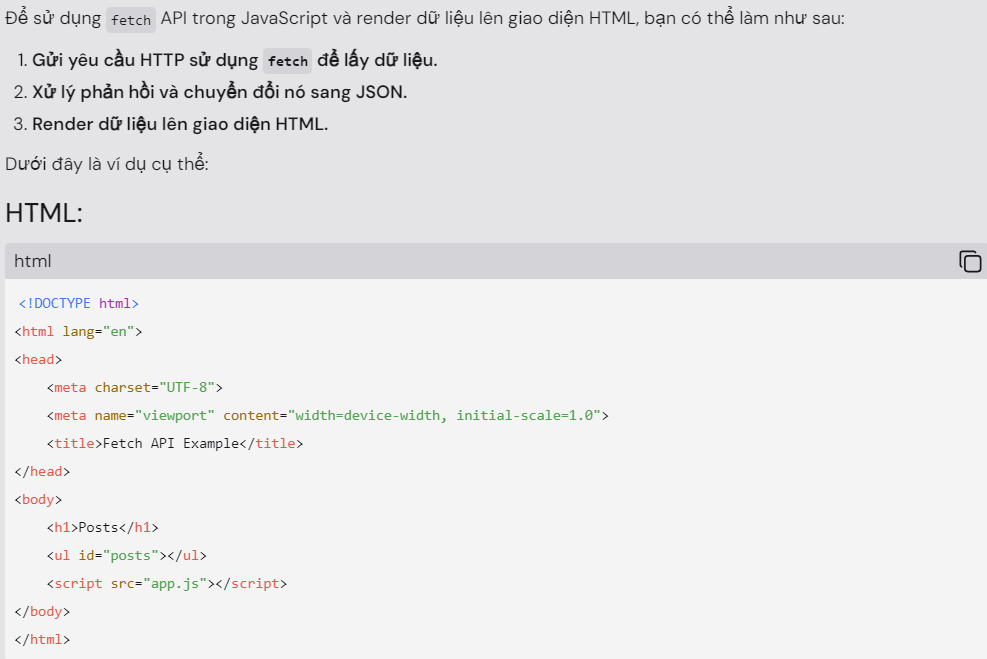 Để sử dụng fetch API trong JavaScript và render dữ liệu lên giao diện HTML, bạn có thể làm như sau:
1. Gửi yêu cầu HTTP sử dụng fetch để lấy dữ liệu.
2. Xử lý phản hồi và chuyển đổi nó sang JSON.
3. Render dữ liệu lên giao diện HTML.
Dưới đây là ví dụ cụ thể:
HTML:
html
<!DOCTYPE html>
<html lang="en">
<head>
    <meta charset="UTF-8">
    <meta name="viewport" content="width=device-width, initial-scale=1.0">
    <title>Fetch API Example</title>
</head>
<body>
    <h1>Posts</h1>
    <ul id="posts"></ul>
    <script src="app.js"></script>
</body>
</html>